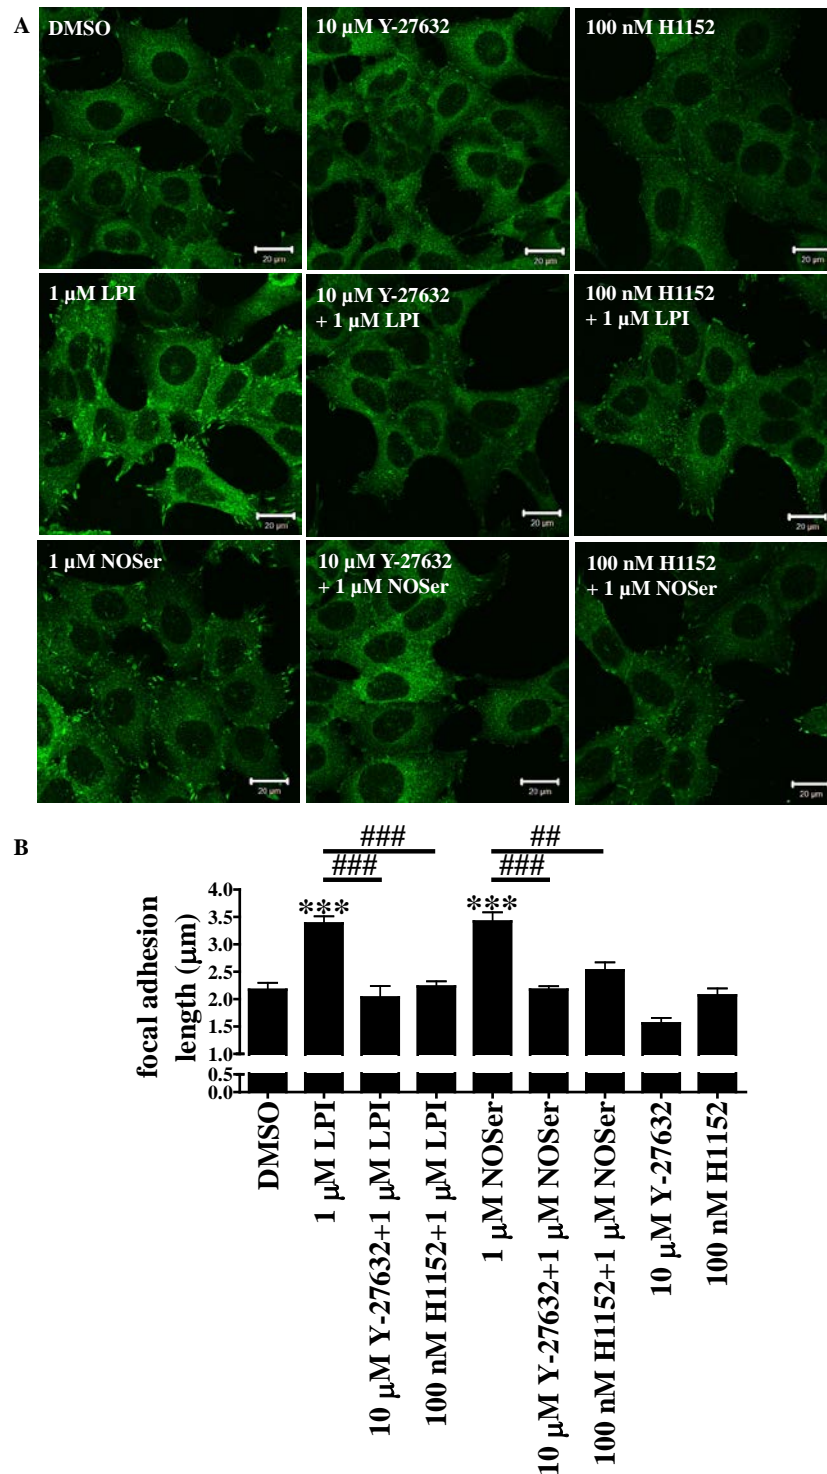 A
DMSO
10 µM Y-27632
100 nM H1152
20 µm
20 µm
20 µm
1 µM LPI
10 µM Y-27632
+ 1 µM LPI
100 nM H1152
+ 1 µM LPI
20 µm
20 µm
20 µm
1 µM NOSer
10 µM Y-27632
+ 1 µM NOSer
100 nM H1152
+ 1 µM NOSer
20 µm
20 µm
20 µm
B
###
##
###
###
***
***
focal adhesion
length (µm)
4.0
3.5
3.0
2.5
2.0
1.5
1.0
0.5
0.0
DMSO
1 µM LPI
10 µM Y-27632+1 µM LPI
100 nM H1152+1 µM LPI
1 µM NOSer
10 µM Y-27632+1 µM NOSer
100 nM H1152+1 µM NOSer
10 µM Y-27632
100 nM H1152